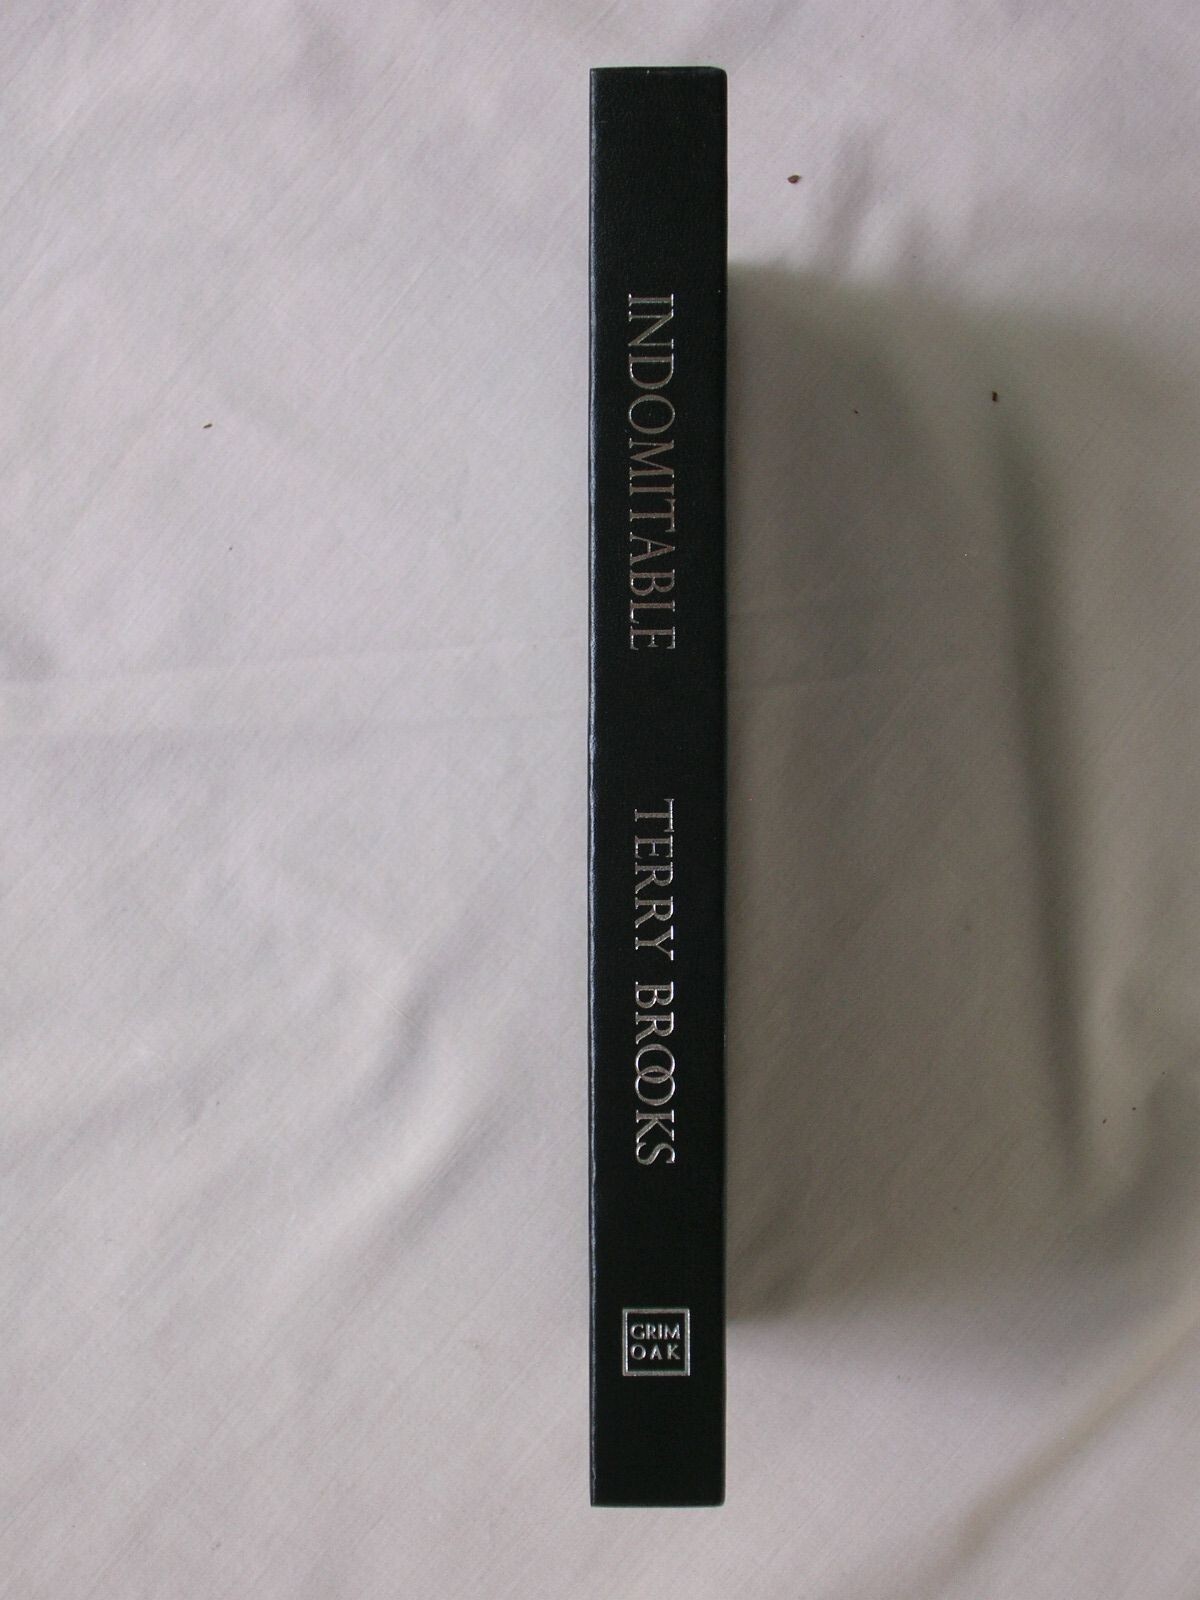 INDOMITABLE
TERRY BROOKS
GRIM
OAK